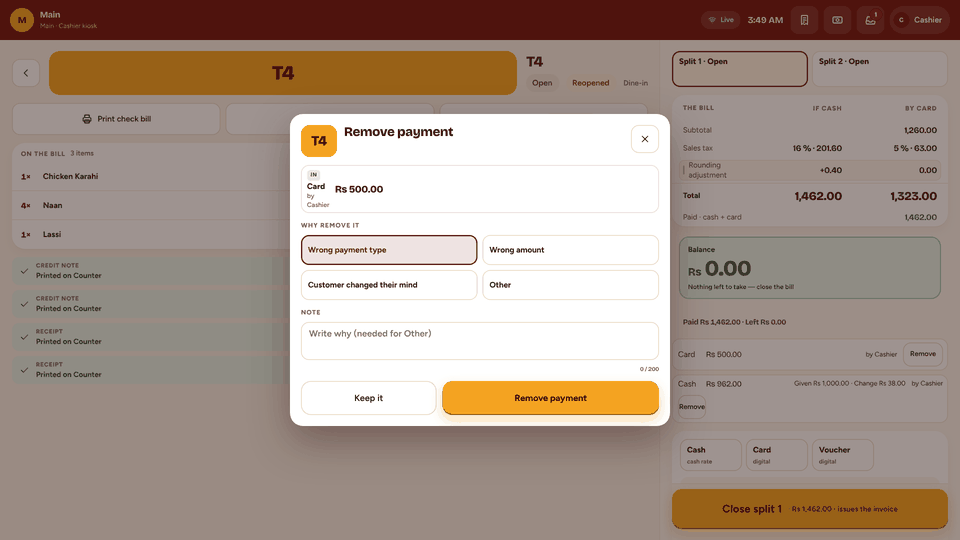 M
Main
Main · Cashier kiosk
Live
3:49 AM
1
C
Cashier
T4
T4
Open
Reopened
Dine-in
Print check bill
ON THE BILL
3 items
1×
Chicken Karahi
4×
Naan
1×
Lassi
CREDIT NOTE
Printed on Counter
CREDIT NOTE
Printed on Counter
RECEIPT
Printed on Counter
RECEIPT
Printed on Counter
T4
Remove payment
IN
Card
by
Cashier
Rs 500.00
WHY REMOVE IT
Wrong payment type
Wrong amount
Customer changed their mind
Other
NOTE
Write why (needed for Other)
0 / 200
Keep it
Remove payment
Split 1 · Open
Split 2 · Open
THE BILL
IF CASH
BY CARD
Subtotal
1,260.00
Sales tax
16 % · 201.60
5 % · 63.00
Rounding
adjustment
+0.40
0.00
Total
1,462.00
1,323.00
Paid · cash + card
1,462.00
Balance
Rs 0.00
Nothing left to take — close the bill
Paid Rs 1,462.00 · Left Rs 0.00
Card
Rs 500.00
by Cashier
Remove
Cash
Rs 962.00
Given Rs 1,000.00 · Change Rs 38.00
by Cashier
Remove
Cash
cash rate
Card
digital
Voucher
digital
Close split 1
Rs 1,462.00 · issues the invoice